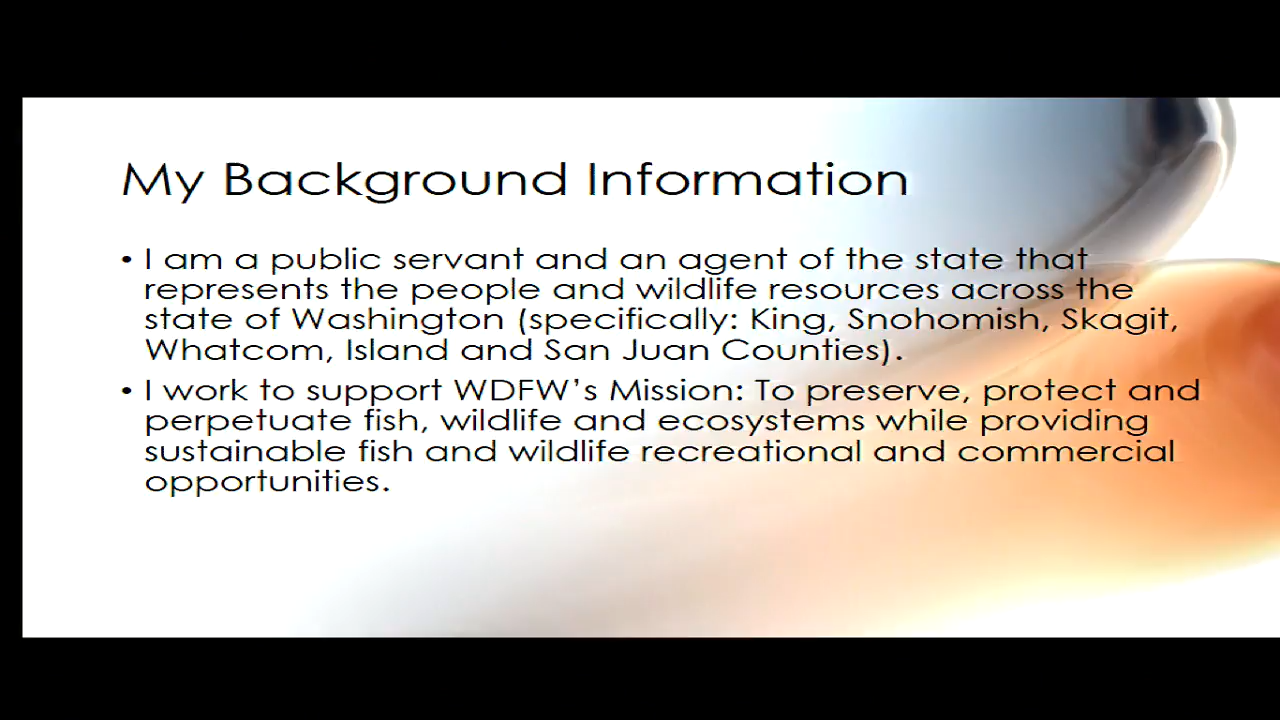 My Background Information
• I am a public servant and an agent of the state that
represents the people and wildlife resources across the
state of Washington (specifically: King, Snohomish, Skagit,
Whatcom, Island and San Juan Counties).
• I work to support WDFW’s Mission: To preserve, protect and
perpetuate fish, wildlife and ecosystems while providing
sustainable fish and wildlife recreational and commercial
opportunities.